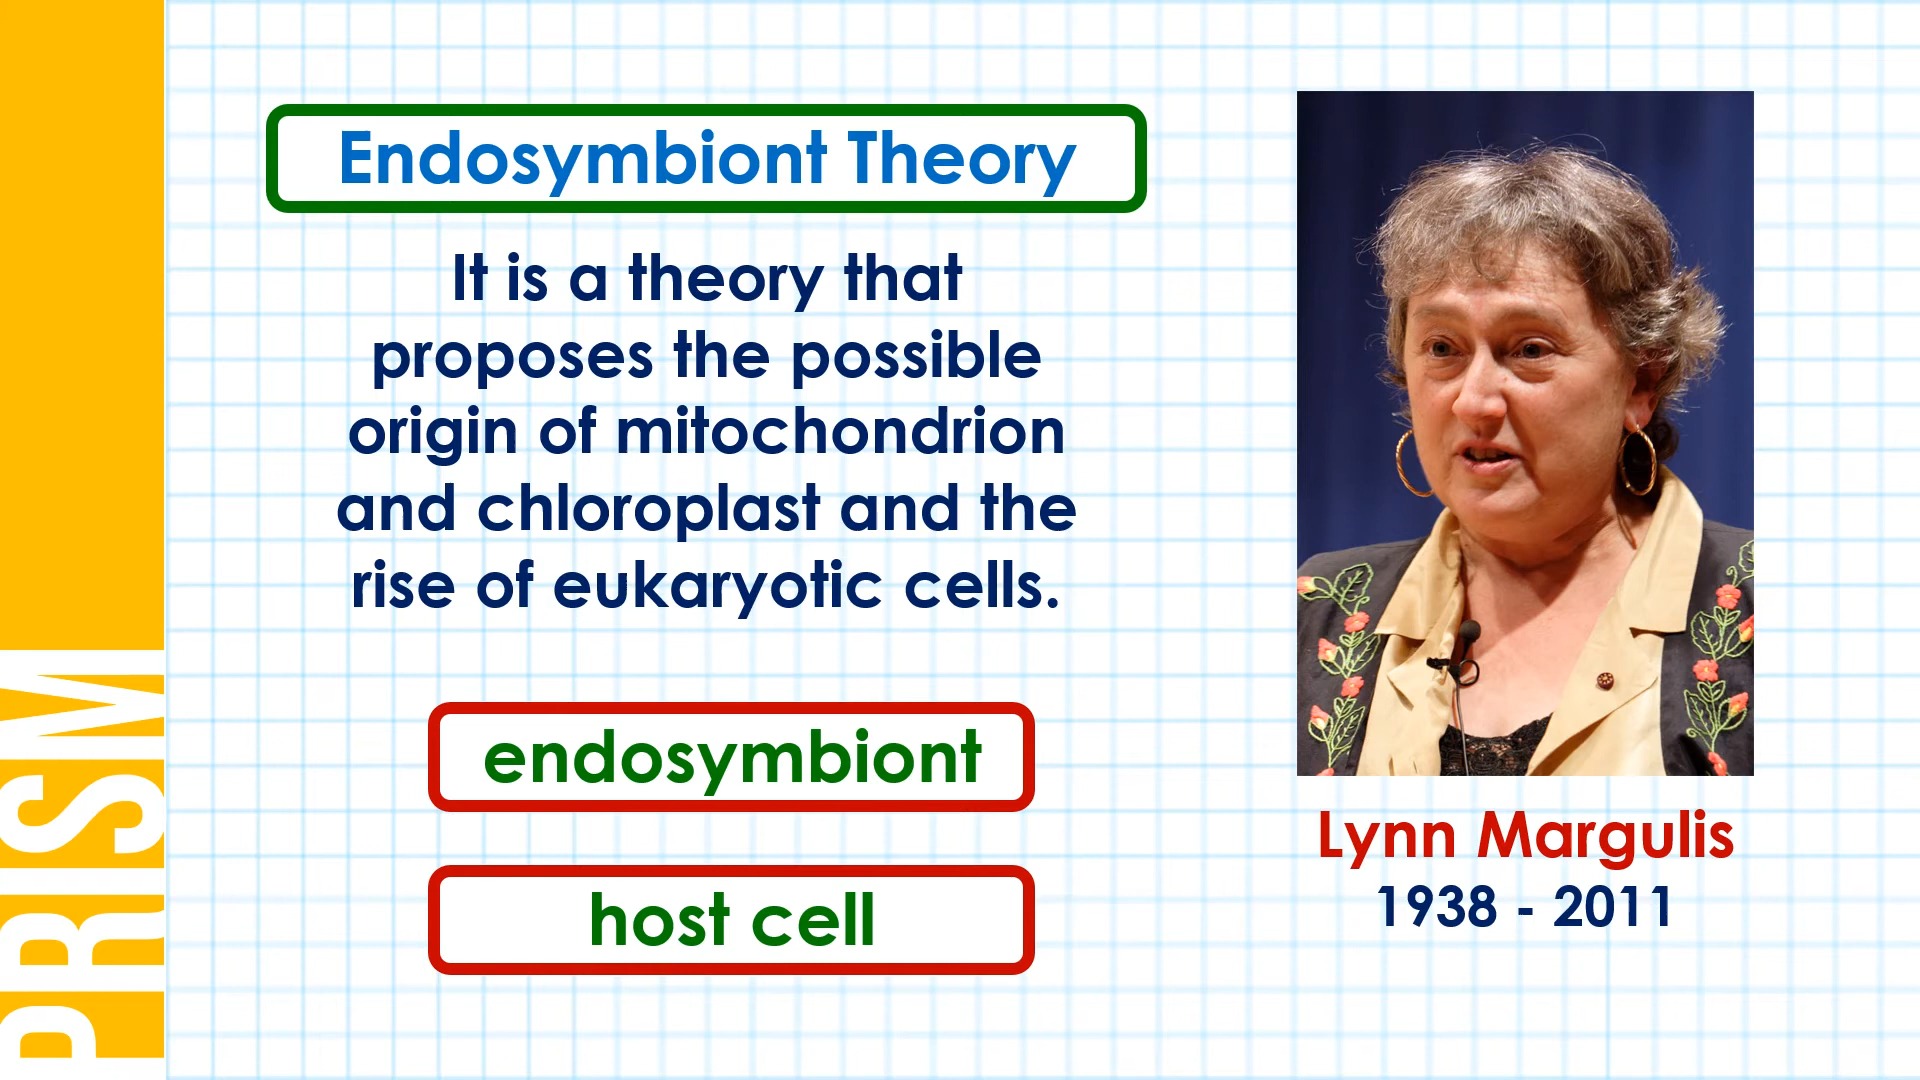 Endosymbiont Theory
It is a theory that
proposes the possible
origin of mitochondrion
and chloroplast and the
rise of eukaryotic cells.
endosymbiont
host cell
Lynn Margulis
1938 - 2011
PRISM